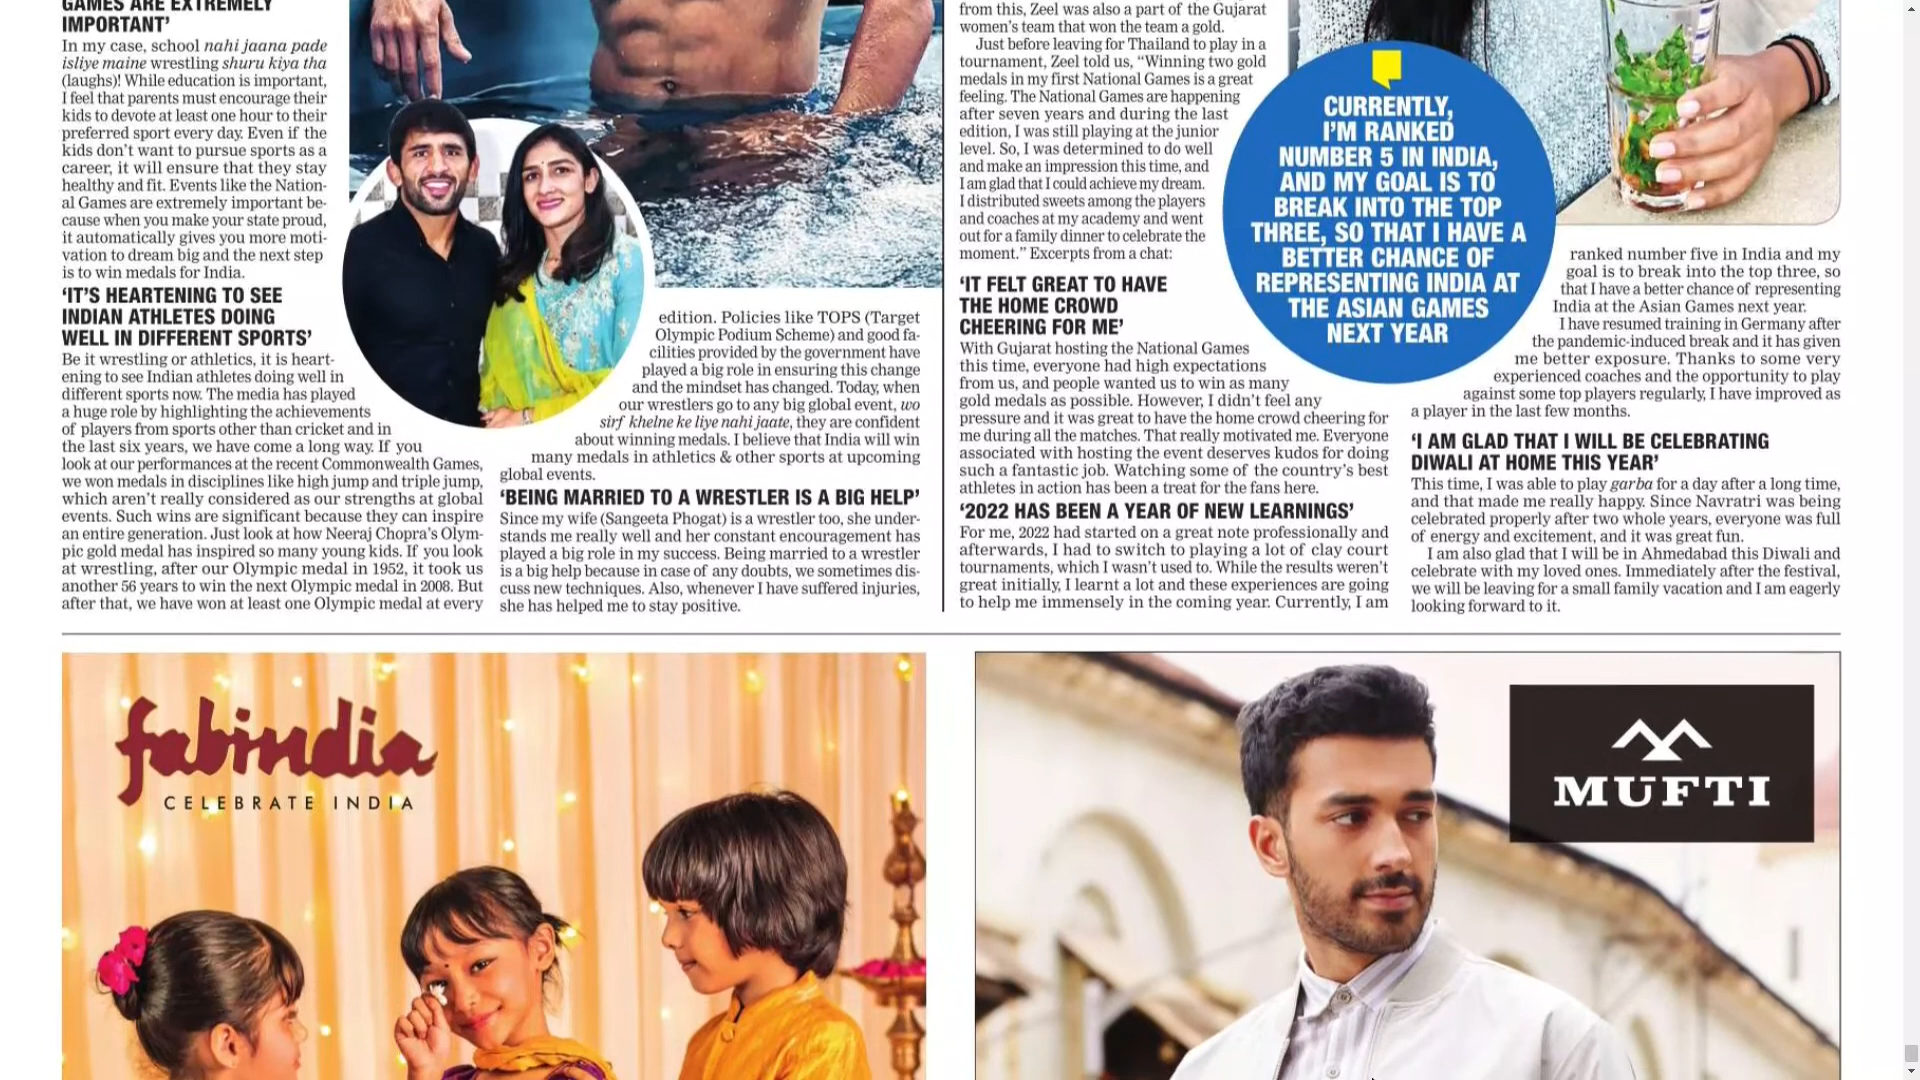 GAMES ARE EXTREMELY
IMPORTANT’
In my case, school nahi jaana pade
isliye maine wrestling shuru kiya tha
(laughs)! While education is important,
I feel that parents must encourage their
kids to devote at least one hour to their
preferred sport every day. Even if the
kids don’t want to pursue sports as a
career, it will ensure that they stay
healthy and fit. Events like the Nation-
al Games are extremely important be-
cause when you make your state proud,
it automatically gives you more moti-
vation to dream big and the next step
is to win medals for India.
‘IT’S HEARTENING TO SEE
INDIAN ATHLETES DOING
WELL IN DIFFERENT SPORTS’
Be it wrestling or athletics, it is heart-
ening to see Indian athletes doing well in
different sports now. The media has played
a huge role by highlighting the achievements
of players from sports other than cricket and in
the last six years, we have come a long way. If you
look at our performances at the recent Commonwealth Games,
we won medals in disciplines like high jump and triple jump,
which aren’t really considered as our strengths at global
events. Such wins are significant because they can inspire
an entire generation. Just look at how Neeraj Chopra’s Olym-
pic gold medal has inspired so many young kids. If you look
at wrestling, after our Olympic medal in 1952, it took us
another 56 years to win the next Olympic medal in 2008. But
after that, we have won at least one Olympic medal at every
edition. Policies like TOPS (Target
Olympic Podium Scheme) and good fa-
cilities provided by the government have
played a big role in ensuring this change
and the mindset has changed. Today, when
our wrestlers go to any big global event, wo
sirf khelne ke liye nahi jaate, they are confident
about winning medals. I believe that India will win
many medals in athletics & other sports at upcoming
global events.
‘BEING MARRIED TO A WRESTLER IS A BIG HELP’
Since my wife (Sangeeta Phogat) is a wrestler too, she under-
stands me really well and her constant encouragement has
played a big role in my success. Being married to a wrestler
is a big help because in case of any doubts, we sometimes dis-
cuss new techniques. Also, whenever I have suffered injuries,
she has helped me to stay positive.
from this, Zeel was also a part of the Gujarat
women’s team that won the team a gold.
Just before leaving for Thailand to play in a
tournament, Zeel told us, “Winning two gold
medals in my first National Games is a great
feeling. The National Games are happening
after seven years and during the last
edition, I was still playing at the junior
level. So, I was determined to do well
and make an impression this time, and
I am glad that I could achieve my dream.
I distributed sweets among the players
and coaches at my academy and went
out for a family dinner to celebrate the
moment.” Excerpts from a chat:
‘IT FELT GREAT TO HAVE
THE HOME CROWD
CHEERING FOR ME’
With Gujarat hosting the National Games
this time, everyone had high expectations
from us, and people wanted us to win as many
gold medals as possible. However, I didn’t feel any
pressure and it was great to have the home crowd cheering for
me during all the matches. That really motivated me. Everyone
associated with hosting the event deserves kudos for doing
such a fantastic job. Watching some of the country’s best
athletes in action has been a treat for the fans here.
‘2022 HAS BEEN A YEAR OF NEW LEARNINGS’
For me, 2022 had started on a great note professionally and
afterwards, I had to switch to playing a lot of clay court
tournaments, which I wasn’t used to. While the results weren’t
great initially, I learnt a lot and these experiences are going
to help me immensely in the coming year. Currently, I am
CURRENTLY,
I’M RANKED
NUMBER 5 IN INDIA,
AND MY GOAL IS TO
BREAK INTO THE TOP
THREE, SO THAT I HAVE A
BETTER CHANCE OF
REPRESENTING INDIA AT
THE ASIAN GAMES
NEXT YEAR
ranked number five in India and my
goal is to break into the top three, so
that I have a better chance of representing
India at the Asian Games next year.
I have resumed training in Germany after
the pandemic-induced break and it has given
me better exposure. Thanks to some very
experienced coaches and the opportunity to play
against some top players regularly, I have improved as
a player in the last few months.
‘I AM GLAD THAT I WILL BE CELEBRATING
DIWALI AT HOME THIS YEAR’
This time, I was able to play garba for a day after a long time,
and that made me really happy. Since Navratri was being
celebrated properly after two whole years, everyone was full
of energy and excitement, and it was great fun.
I am also glad that I will be in Ahmedabad this Diwali and
celebrate with my loved ones. Immediately after the festival,
we will be leaving for a small family vacation and I am eagerly
looking forward to it.
fabindia
CELEBRATE INDIA
MUFTI